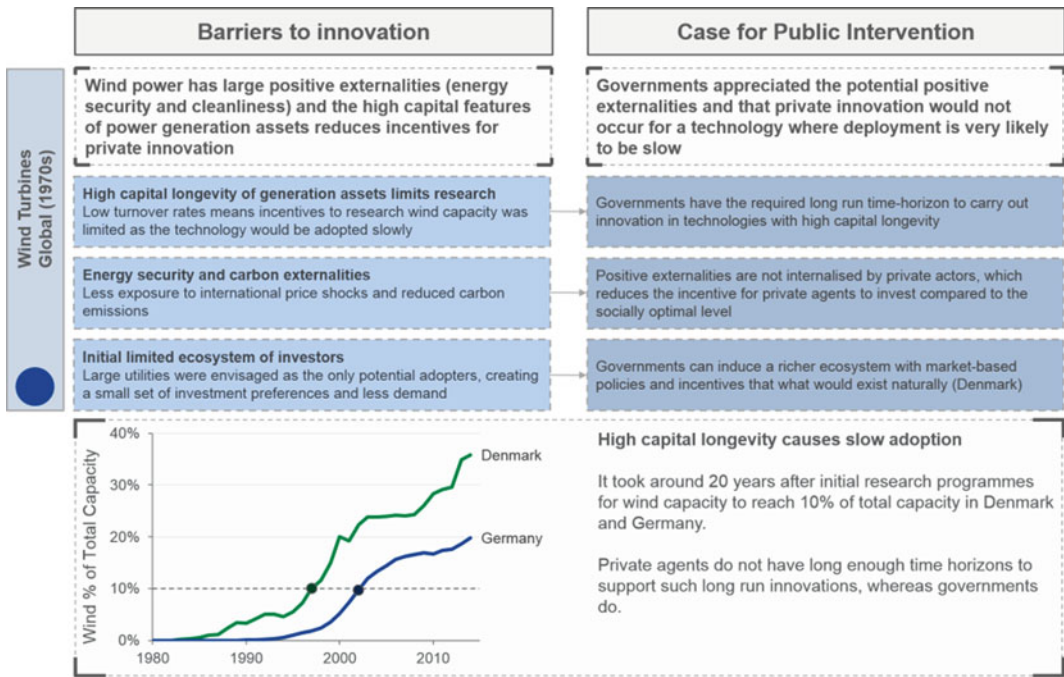 Barriers to innovation
Case for Public Intervention
Wind Turbines
Global (1970s)
Wind power has large positive externalities (energy
security and cleanliness) and the high capital features
of power generation assets reduces incentives for
private innovation
Governments appreciated the potential positive
externalities and that private innovation would not
occur for a technology where deployment is very likely
to be slow
High capital longevity of generation assets limits research
Low turnover rates means incentives to research wind capacity was
limited as the technology would be adopted slowly
Governments have the required long run time-horizon to carry out
innovation in technologies with high capital longevity
Energy security and carbon externalities
Less exposure to international price shocks and reduced carbon
emissions
Positive externalities are not internalised by private actors, which
reduces the incentive for private agents to invest compared to the
socially optimal level
Initial limited ecosystem of investors
Large utilities were envisaged as the only potential adopters, creating
a small set of investment preferences and less demand
Governments can induce a richer ecosystem with market-based
policies and incentives that what would exist naturally (Denmark)
Wind % of Total Capacity
40%
30%
20%
10%
0%
1980
1990
2000
2010
Denmark
Germany
High capital longevity causes slow adoption
It took around 20 years after initial research programmes
for wind capacity to reach 10% of total capacity in Denmark
and Germany.
Private agents do not have long enough time horizons to
support such long run innovations, whereas governments
do.